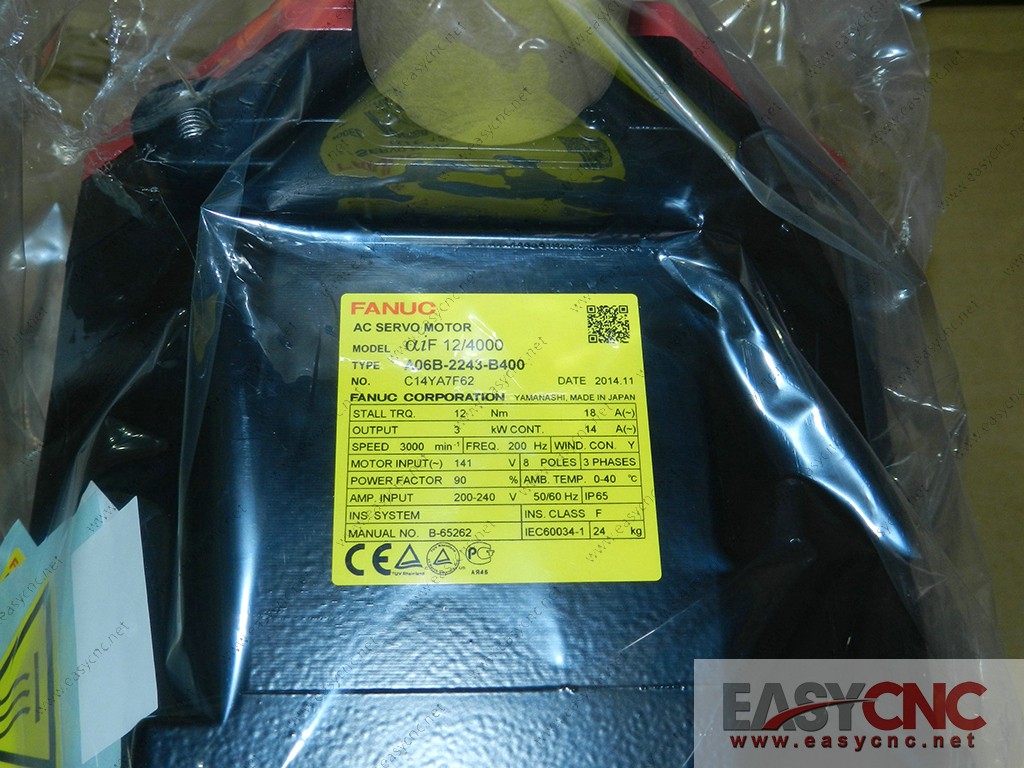 FANUC
AC SERVO MOTOR
MODEL αiF 12/4000
TYPE A06B-2243-B400
NO. C14YA7F62 DATE 2014.11
FANUC CORPORATION YAMANASHI, MADE IN JAPAN
STALL TRQ. 12 Nm 18 A(~)
OUTPUT 3 kW CONT. 14 A(~)
SPEED 3000 min⁻¹ FREQ. 200 Hz WIND. CON. Y
MOTOR INPUT(~) 141 V 8 POLES 3 PHASES
POWER FACTOR 90 % AMB. TEMP. 0-40 ℃
AMP. INPUT 200-240 V 50/60 Hz IP65
INS. SYSTEM INS. CLASS F
MANUAL NO. B-65262 IEC60034-1 24 kg
CE TÜV Rheinland US
АЯ46
EASYCNC
www.easycnc.net